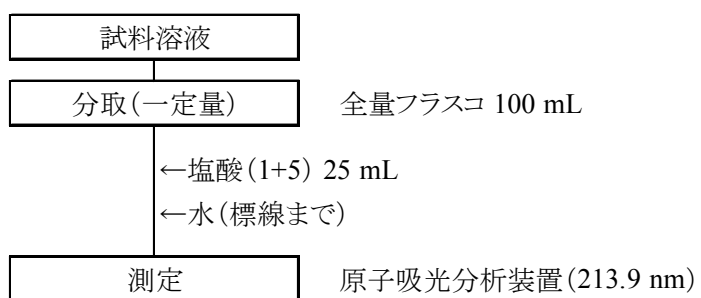 試料溶液
分取(一定量) 全量フラスコ 100 mL
←塩酸(1+5) 25 mL
←水(標線まで)
測定 原子吸光分析装置(213.9 nm)